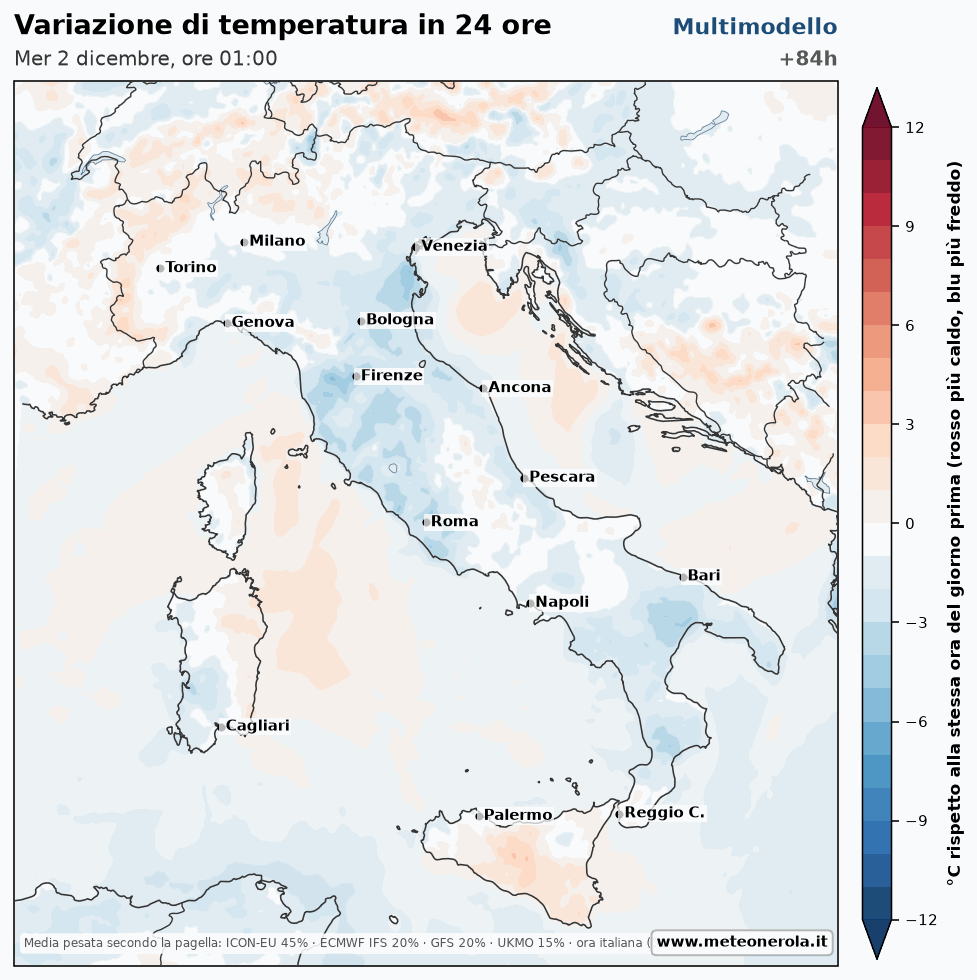 Variazione di temperatura in 24 ore
Multimodello
Mer 2 dicembre, ore 01:00
+84h
Milano
Venezia
Torino
Genova
Bologna
Firenze
Ancona
Pescara
Roma
Bari
Napoli
Cagliari
Palermo
Reggio C.
12
9
6
3
0
−3
−6
−9
−12
°C rispetto alla stessa ora del giorno prima (rosso più caldo, blu più freddo)
Media pesata secondo la pagella: ICON-EU 45% · ECMWF IFS 20% · GFS 20% · UKMO 15% · ora italiana (
www.meteonerola.it